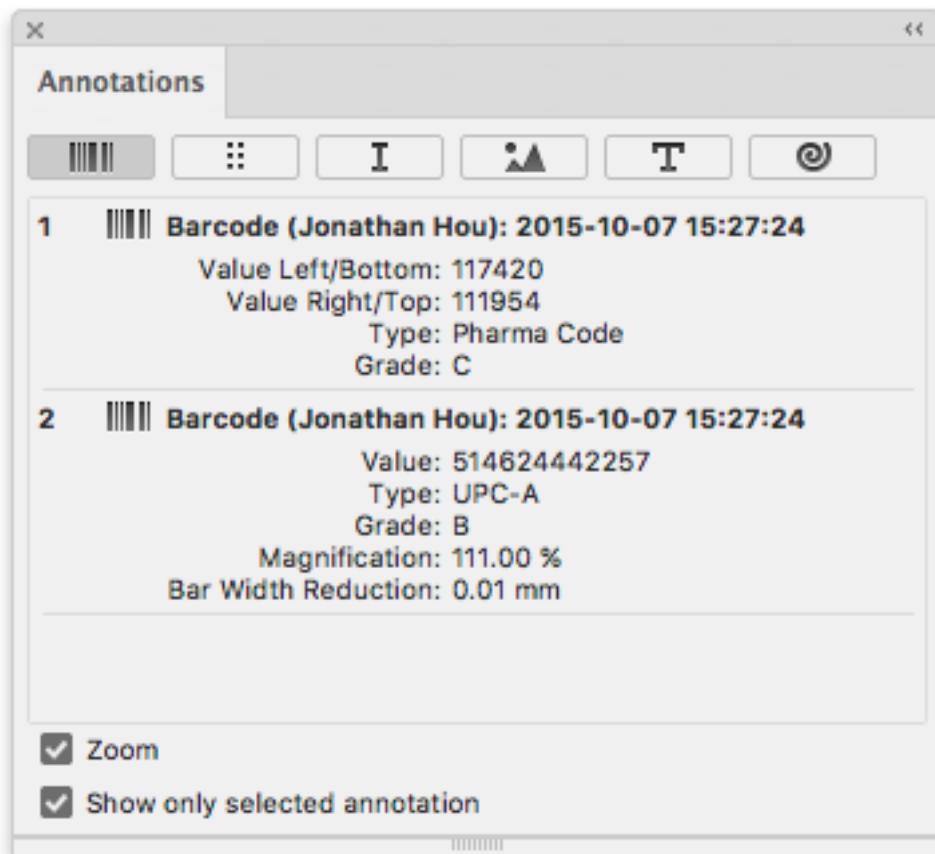 Annotations
1 Barcode (Jonathan Hou): 2015-10-07 15:27:24
Value Left/Bottom: 117420
Value Right/Top: 111954
Type: Pharma Code
Grade: C
2 Barcode (Jonathan Hou): 2015-10-07 15:27:24
Value: 514624442257
Type: UPC-A
Grade: B
Magnification: 111.00 %
Bar Width Reduction: 0.01 mm
Zoom
Show only selected annotation